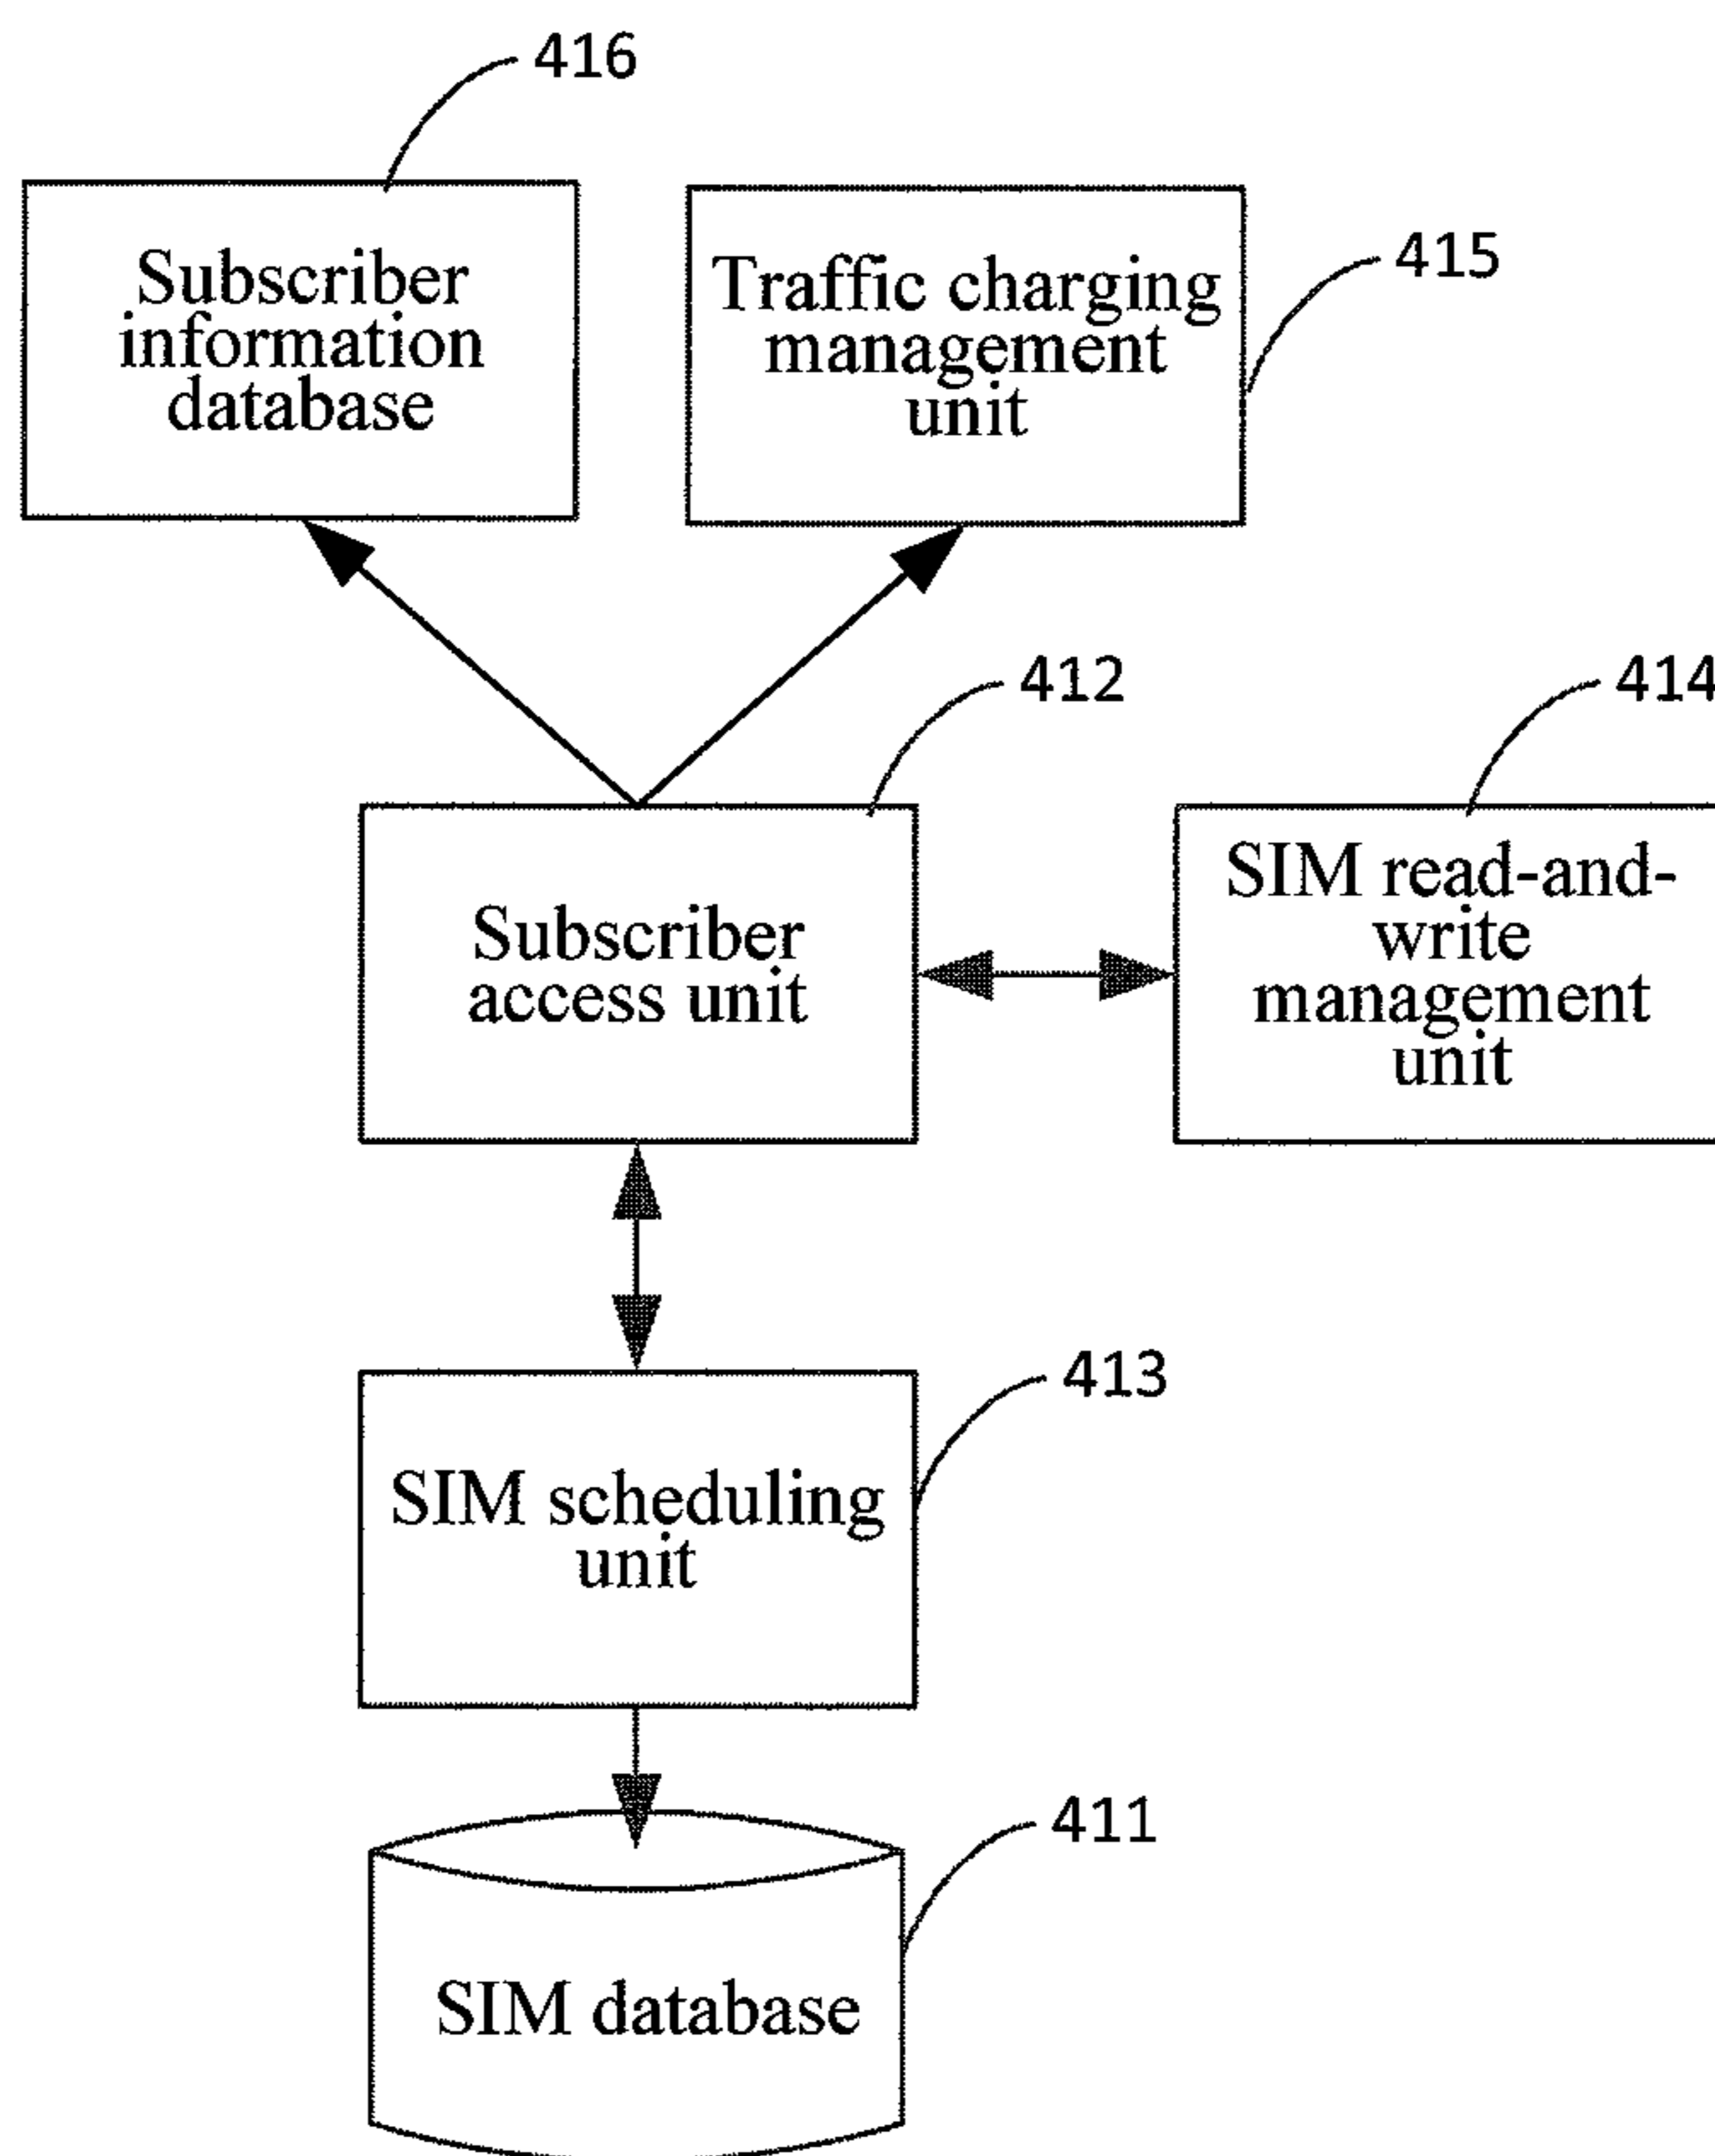 416
Subscriber
information
database
Traffic charging
management
unit
415
412
414
Subscriber
access unit
SIM read-and-
write
management
unit
413
SIM scheduling
unit
411
SIM database